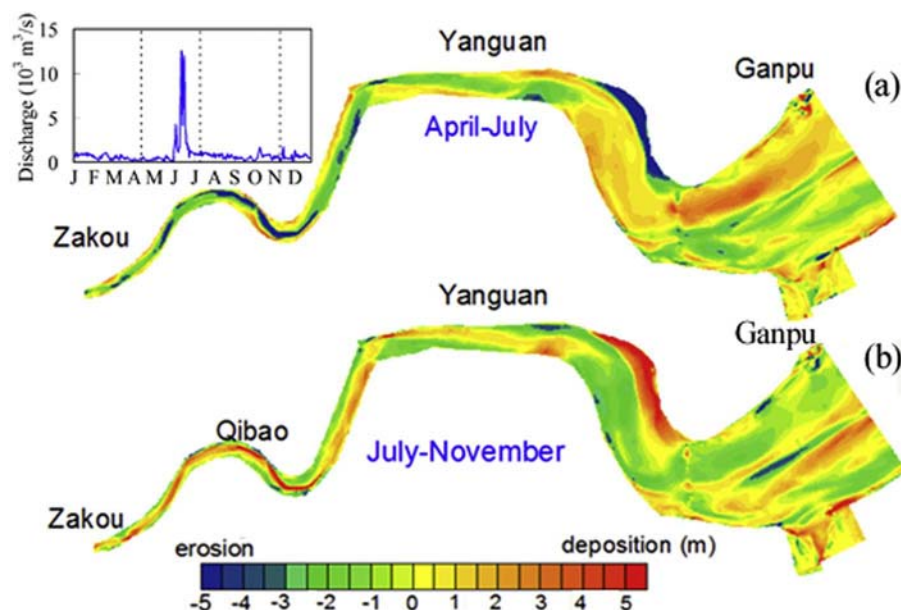 Discharge (10³ m³/s)
15
10
5
0
J F M A M J J A S O N D
Yanguan
Ganpu
(a)
April-July
Zakou
Yanguan
Ganpu
(b)
Qibao
July-November
Zakou
erosion
deposition (m)
-5 -4 -3 -2 -1 0 1 2 3 4 5